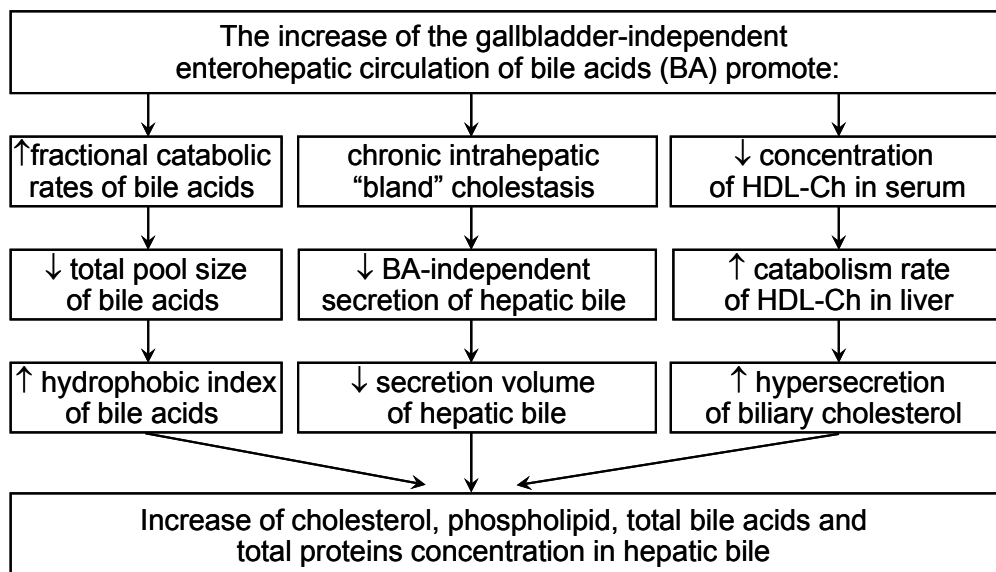 The increase of the gallbladder-independent
enterohepatic circulation of bile acids (BA) promote:
↑fractional catabolic
rates of bile acids
chronic intrahepatic
“bland” cholestasis
↓ concentration
of HDL-Ch in serum
↓ total pool size
of bile acids
↓ BA-independent
secretion of hepatic bile
↑ catabolism rate
of HDL-Ch in liver
↑ hydrophobic index
of bile acids
↓ secretion volume
of hepatic bile
↑ hypersecretion
of biliary cholesterol
Increase of cholesterol, phospholipid, total bile acids and
total proteins concentration in hepatic bile